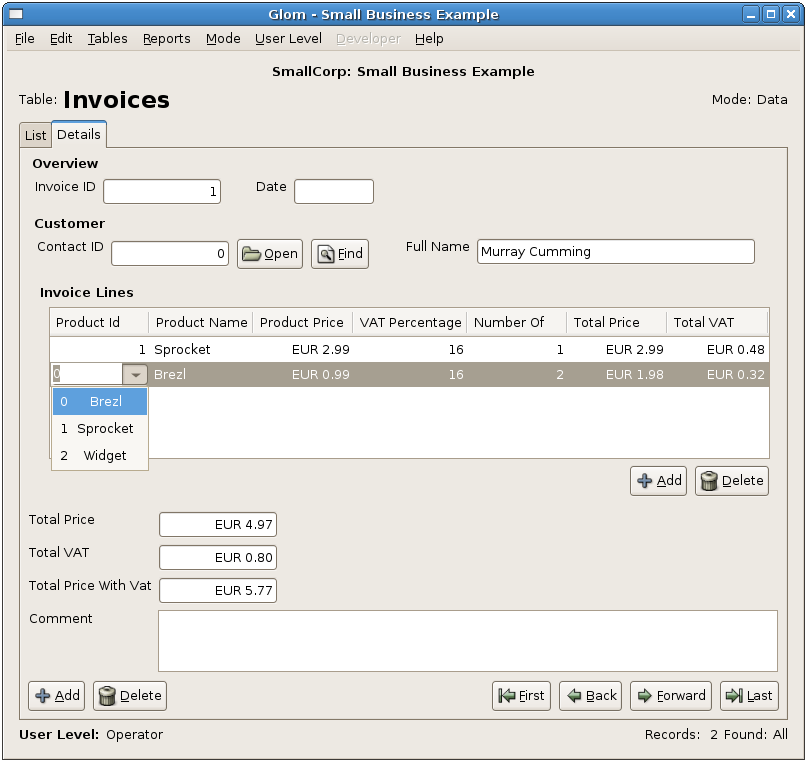 Glom - Small Business Example
File Edit Tables Reports Mode User Level Developer Help
SmallCorp: Small Business Example
Table: Invoices Mode: Data
List Details
Overview
Invoice ID 1 Date
Customer
Contact ID 0 Open Find Full Name Murray Cumming
Invoice Lines
Product Id Product Name Product Price VAT Percentage Number Of Total Price Total VAT
1 Sprocket EUR 2.99 16 1 EUR 2.99 EUR 0.48
0 Brezl EUR 0.99 16 2 EUR 1.98 EUR 0.32
0 Brezl
1 Sprocket
2 Widget
Add Delete
Total Price EUR 4.97
Total VAT EUR 0.80
Total Price With Vat EUR 5.77
Comment
Add Delete First Back Forward Last
User Level: Operator Records: 2 Found: All